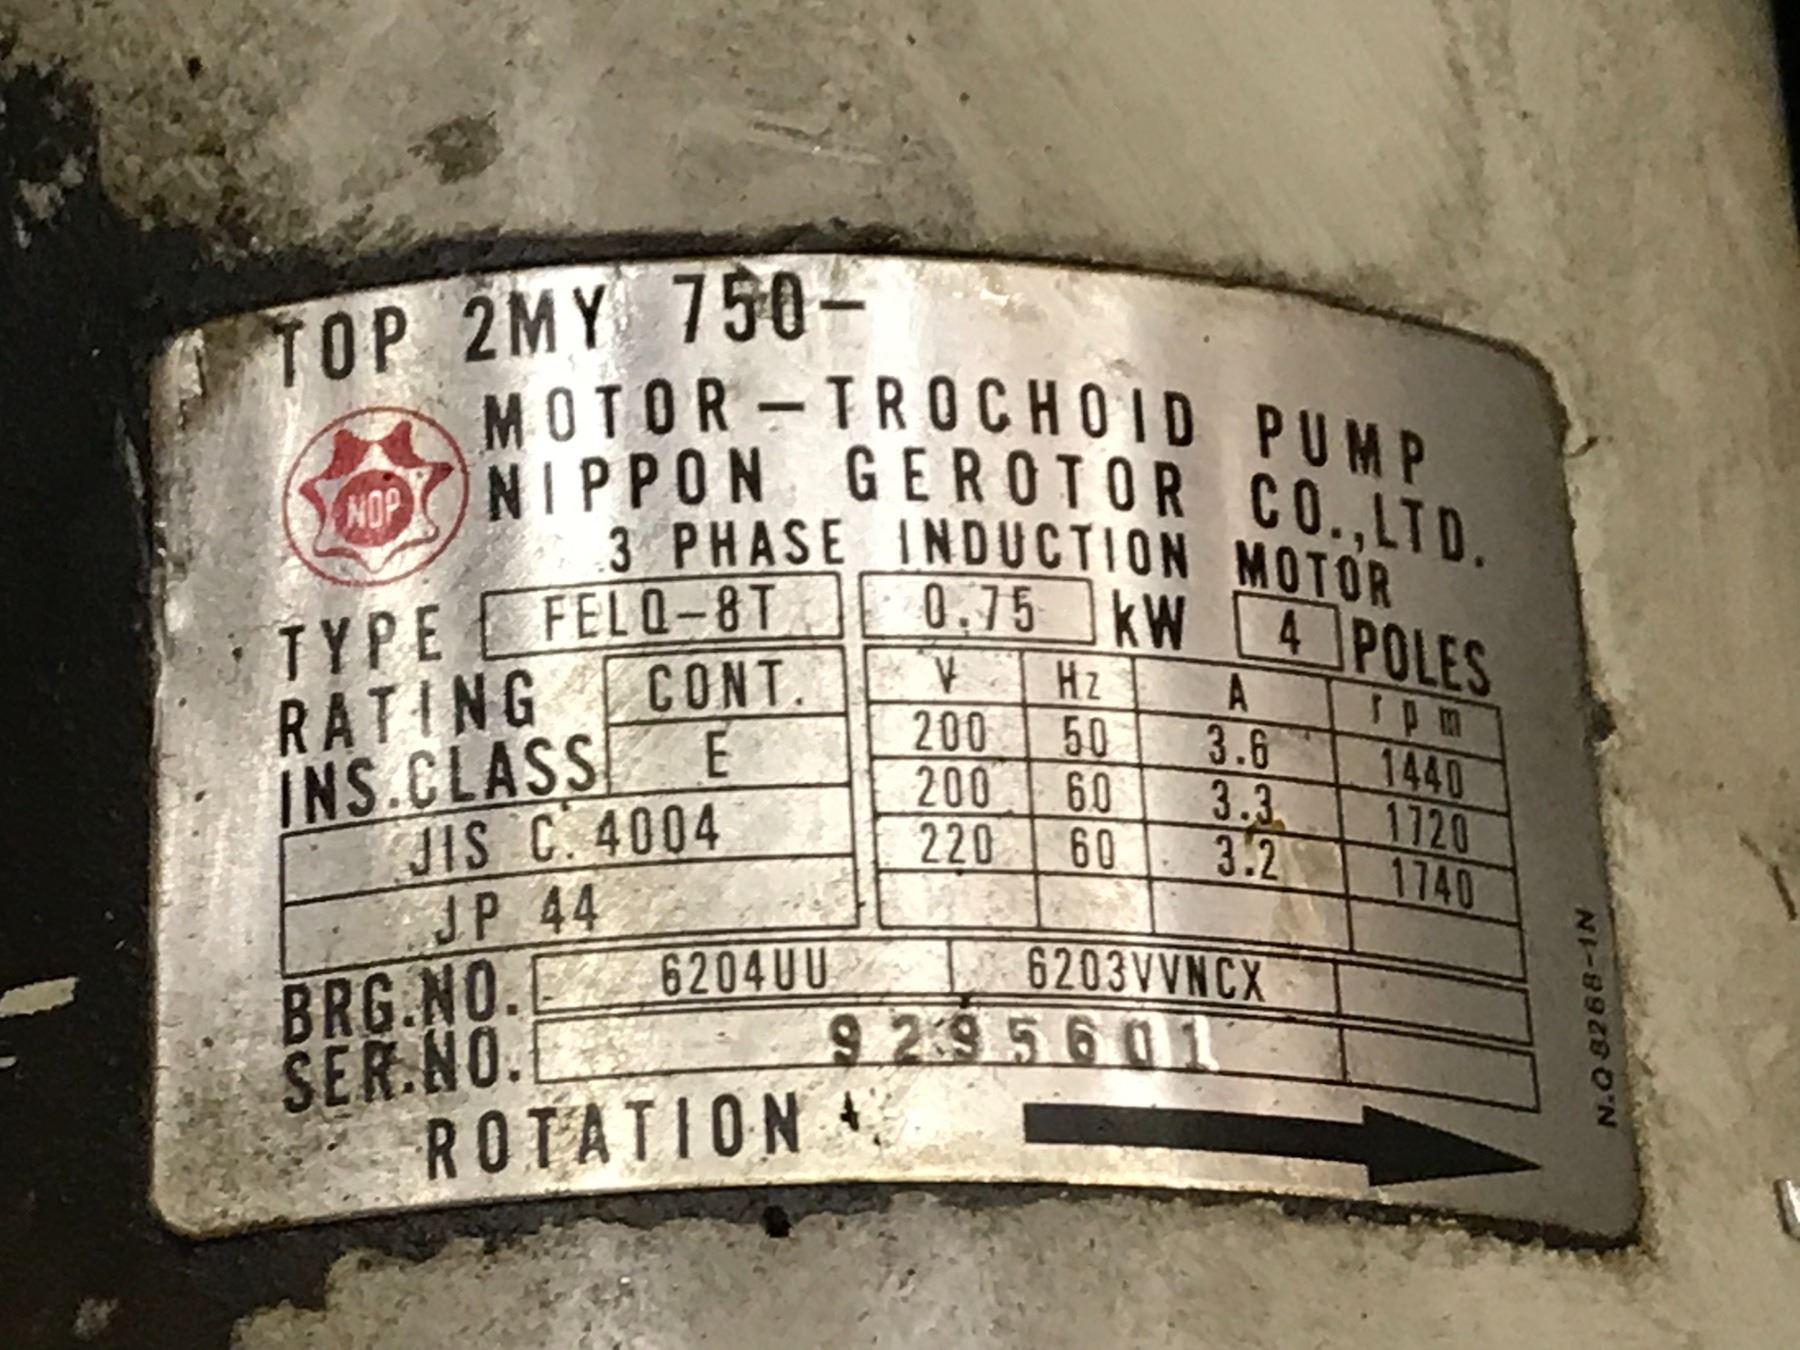 TOP 2MY 750-
MOTOR-TROCHOID PUMP
NOP
NIPPON GEROTOR CO.,LTD.
3 PHASE INDUCTION MOTOR
TYPE FELQ-8T 0.75 kW 4 POLES
RATING CONT. V Hz A rpm
INS.CLASS E 200 50 3.6 1440
200 60 3.3 1720
JIS C. 4004 220 60 3.2 1740
JP 44
BRG.NO. 6204UU 6203VVNCX
SER.NO. 9295601
ROTATION
N.Q 8268-1N